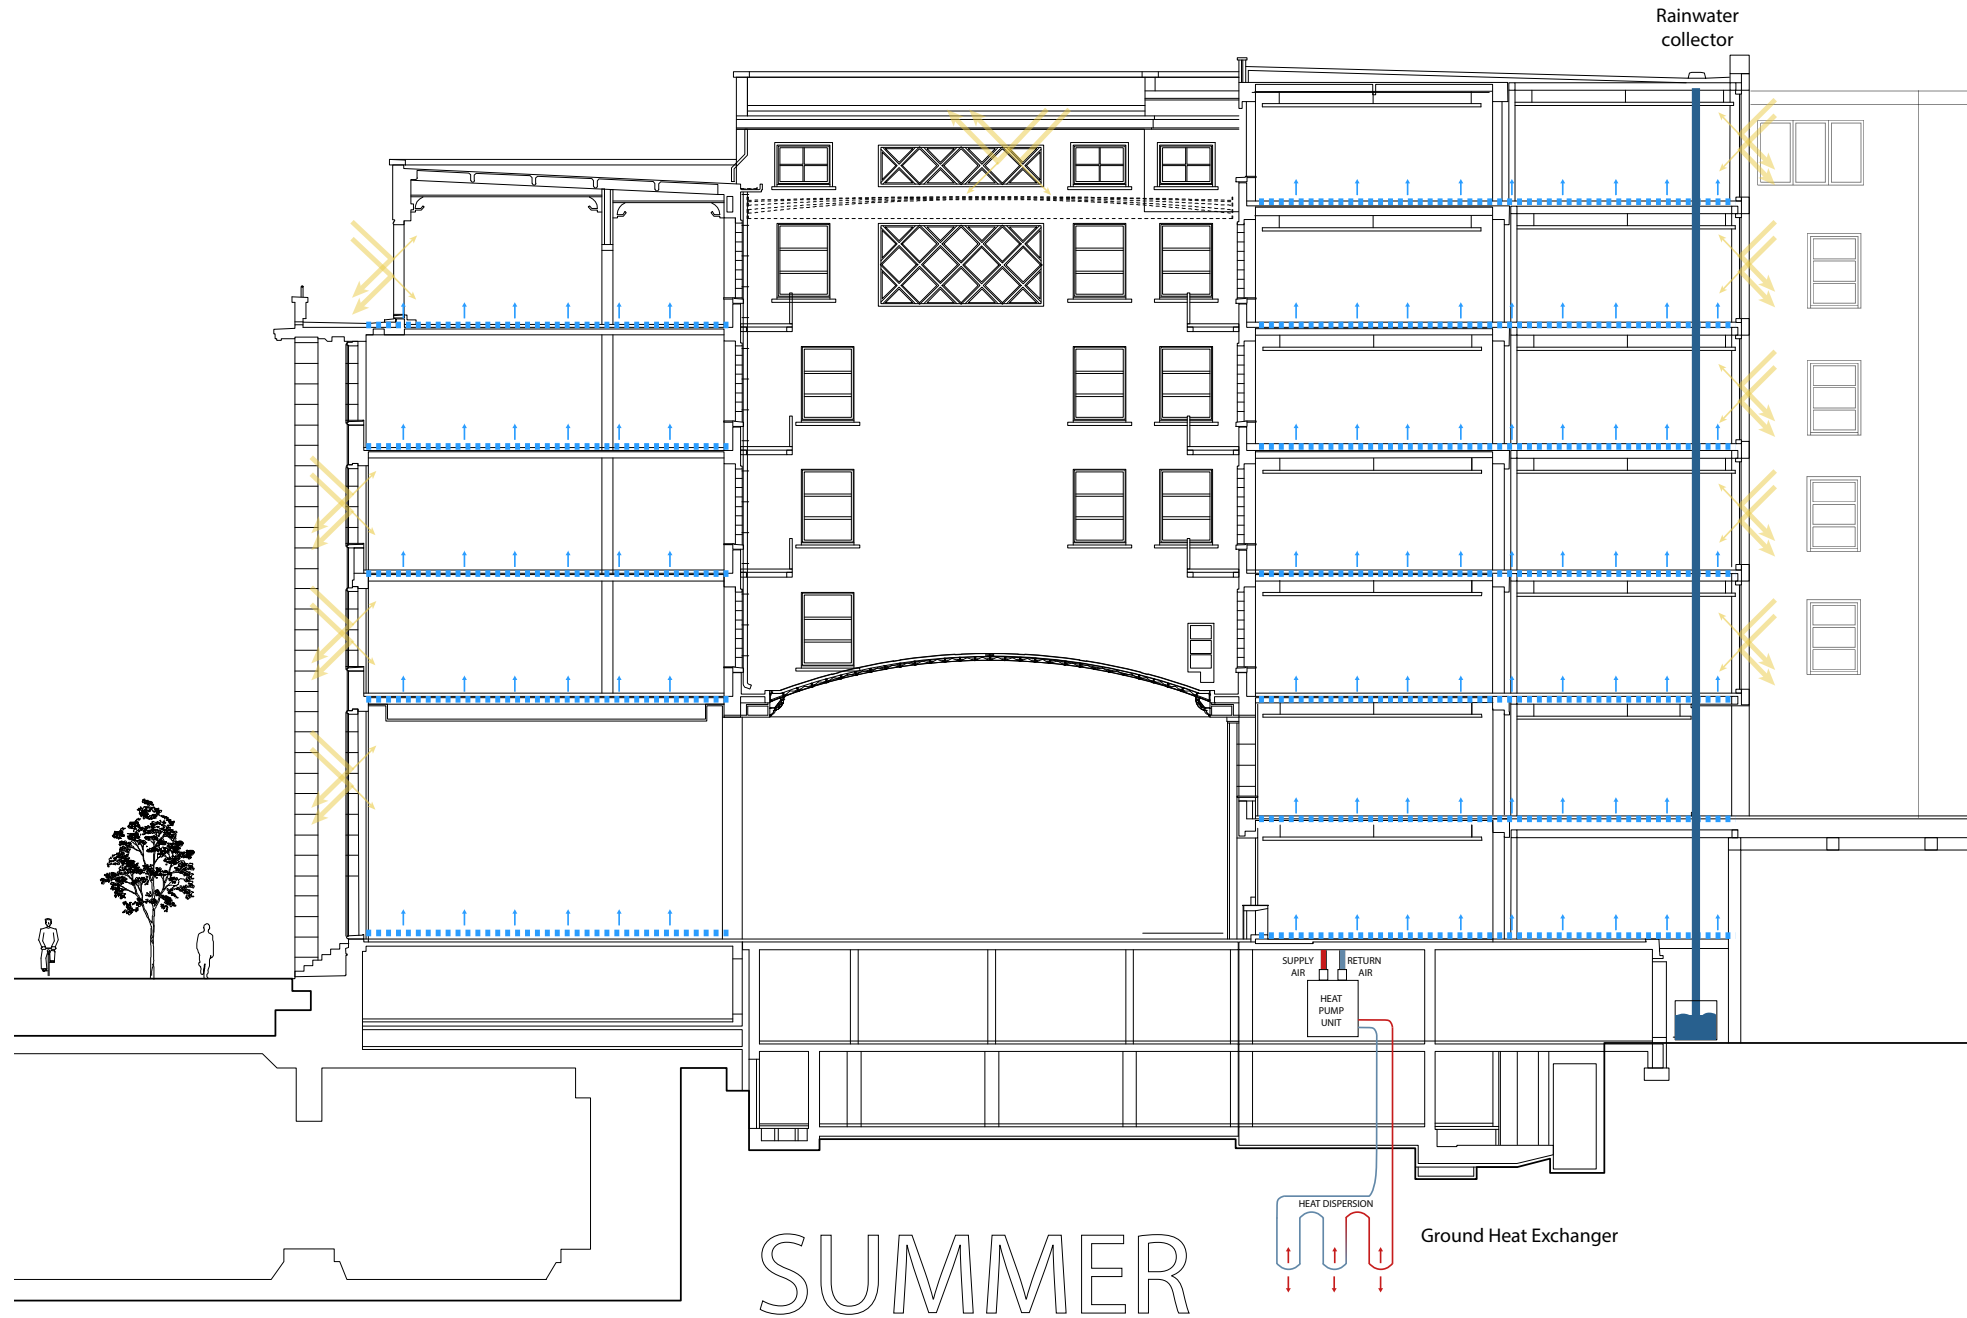 Rainwater
collector
SUPPLY
AIR
RETURN
AIR
HEAT
PUMP
UNIT
HEAT DISPERSION
Ground Heat Exchanger
SUMMER